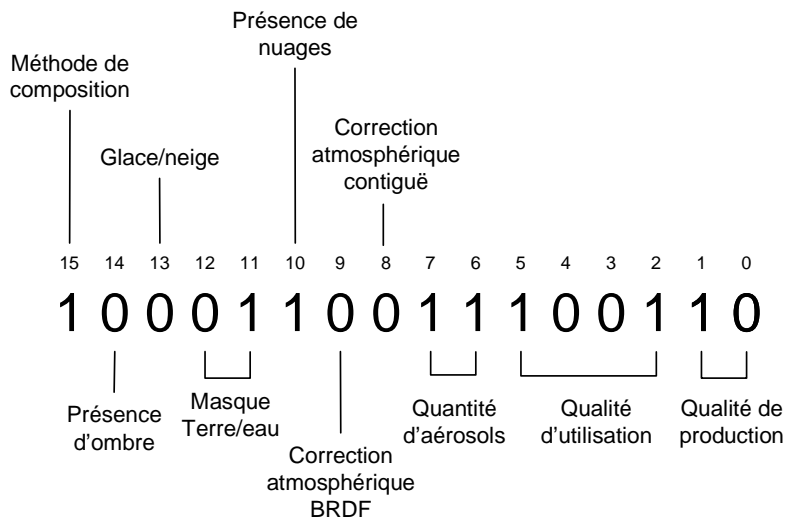 Présence de
nuages
Méthode de
composition
Correction
atmosphérique
contiguë
Glace/neige
15 14 13 12 11 10 9 8 7 6 5 4 3 2 1 0
1 0 0 0 1 1 0 0 1 1 1 0 0 1 1 0
Présence
d'ombre
Masque
Terre/eau
Correction
atmosphérique
BRDF
Quantité
d'aérosols
Qualité
d'utilisation
Qualité de
production